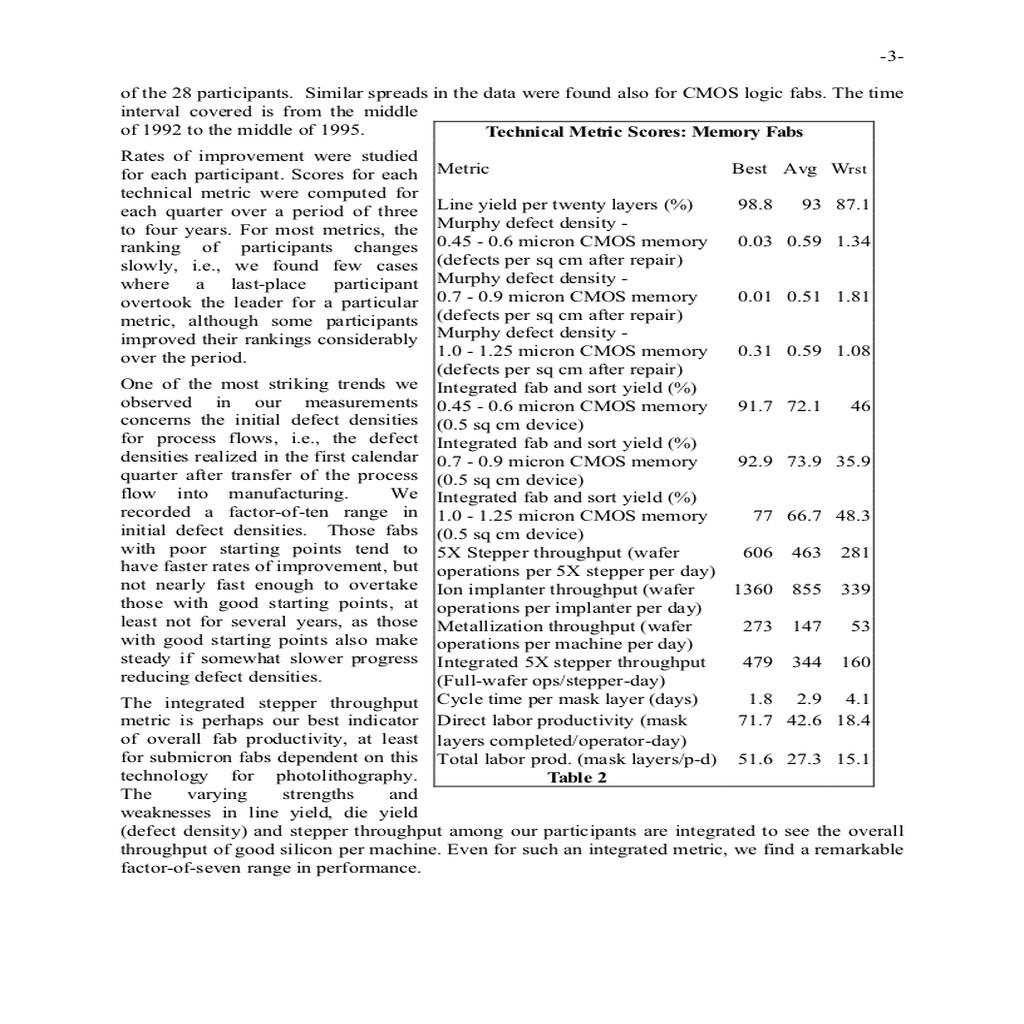 -3-
of the 28 participants. Similar spreads in the data were found also for CMOS logic fabs. The time
interval covered is from the middle
of 1992 to the middle of 1995.
Rates of improvement were studied
for each participant. Scores for each
technical metric were computed for
each quarter over a period of three
to four years. For most metrics, the
ranking of participants changes
slowly, i.e., we found few cases
where a last-place participant
overtook the leader for a particular
metric, although some participants
improved their rankings considerably
over the period.
One of the most striking trends we
observed in our measurements
concerns the initial defect densities
for process flows, i.e., the defect
densities realized in the first calendar
quarter after transfer of the process
flow into manufacturing. We
recorded a factor-of-ten range in
initial defect densities. Those fabs
with poor starting points tend to
have faster rates of improvement, but
not nearly fast enough to overtake
those with good starting points, at
least not for several years, as those
with good starting points also make
steady if somewhat slower progress
reducing defect densities.
The integrated stepper throughput
metric is perhaps our best indicator
of overall fab productivity, at least
for submicron fabs dependent on this
technology for photolithography.
The varying strengths and
weaknesses in line yield, die yield
(defect density) and stepper throughput among our participants are integrated to see the overall
throughput of good silicon per machine. Even for such an integrated metric, we find a remarkable
factor-of-seven range in performance.
Technical Metric Scores: Memory Fabs
Metric Best Avg Wrst
Line yield per twenty layers (%) 98.8 93 87.1
Murphy defect density -
0.45 - 0.6 micron CMOS memory 0.03 0.59 1.34
(defects per sq cm after repair)
Murphy defect density -
0.7 - 0.9 micron CMOS memory 0.01 0.51 1.81
(defects per sq cm after repair)
Murphy defect density -
1.0 - 1.25 micron CMOS memory 0.31 0.59 1.08
(defects per sq cm after repair)
Integrated fab and sort yield (%)
0.45 - 0.6 micron CMOS memory 91.7 72.1 46
(0.5 sq cm device)
Integrated fab and sort yield (%)
0.7 - 0.9 micron CMOS memory 92.9 73.9 35.9
(0.5 sq cm device)
Integrated fab and sort yield (%)
1.0 - 1.25 micron CMOS memory 77 66.7 48.3
(0.5 sq cm device)
5X Stepper throughput (wafer 606 463 281
operations per 5X stepper per day)
Ion implanter throughput (wafer 1360 855 339
operations per implanter per day)
Metallization throughput (wafer 273 147 53
operations per machine per day)
Integrated 5X stepper throughput 479 344 160
(Full-wafer ops/stepper-day)
Cycle time per mask layer (days) 1.8 2.9 4.1
Direct labor productivity (mask 71.7 42.6 18.4
layers completed/operator-day)
Total labor prod. (mask layers/p-d) 51.6 27.3 15.1
Table 2